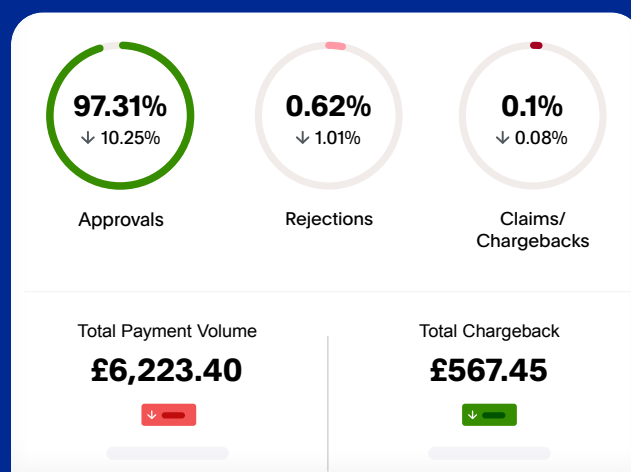 97.31%
↓ 10.25%
Approvals
0.62%
↓ 1.01%
Rejections
0.1%
↓ 0.08%
Claims/
Chargebacks
Total Payment Volume
£6,223.40
↓
Total Chargeback
£567.45
↓